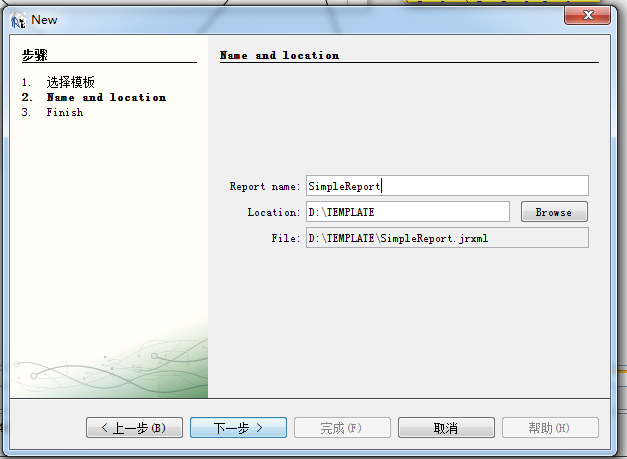 New
步骤
1. 选择模板
2. Name and location
3. Finish
Name and location
Report name: SimpleReport
Location: D:\TEMPLATE Browse
File: D:\TEMPLATE\SimpleReport.jrxml
< 上一步(B) 下一步 > 完成(F) 取消 帮助(H)